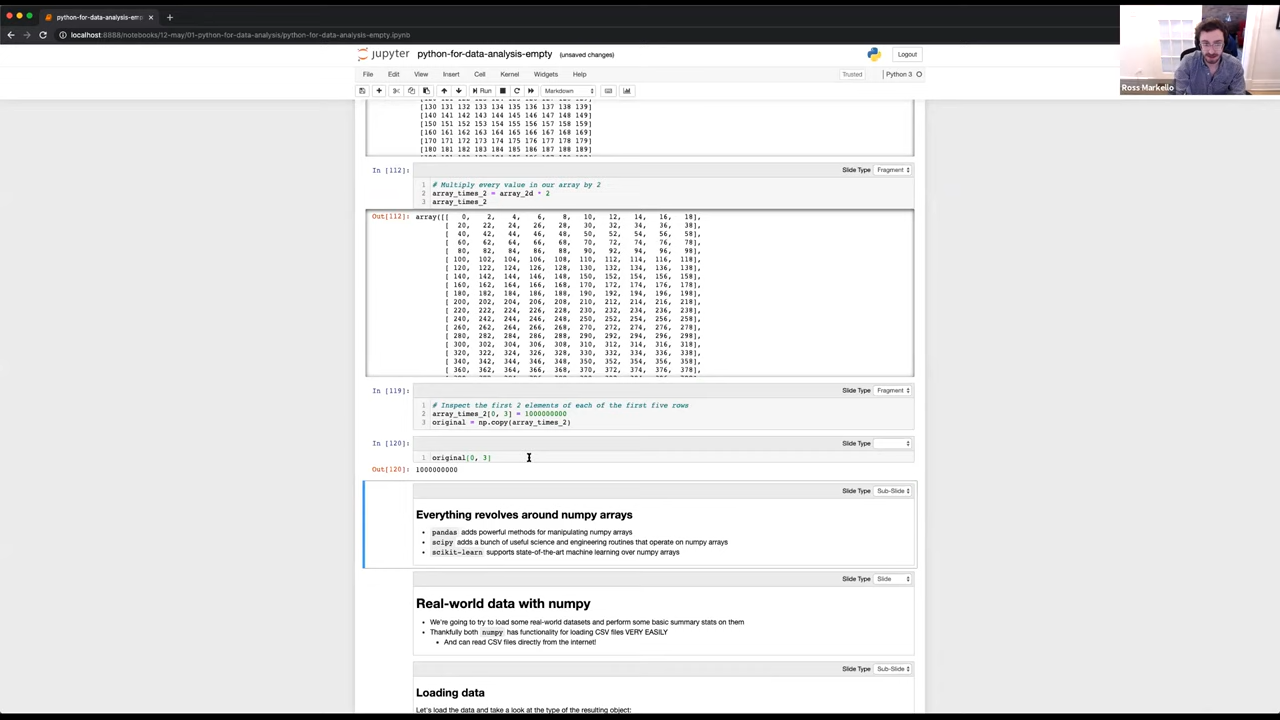 python-for-data-analysis-emp
localhost:8888/notebooks/12-may/01-python-for-data-analysis/python-for-data-analysis-empty.ipynb
Ross Markello
jupyter python-for-data-analysis-empty (unsaved changes)
Logout
File Edit View Insert Cell Kernel Widgets Help
Trusted
Python 3
Run
Markdown
[130 131 132 133 134 135 136 137 138 139]
[140 141 142 143 144 145 146 147 148 149]
[150 151 152 153 154 155 156 157 158 159]
[160 161 162 163 164 165 166 167 168 169]
[170 171 172 173 174 175 176 177 178 179]
[180 181 182 183 184 185 186 187 188 189]
In [112]:
Slide Type Fragment
1 # Multiply every value in our array by 2
2 array_times_2 = array_2d * 2
3 array_times_2
Out[112]: array([[ 0, 2, 4, 6, 8, 10, 12, 14, 16, 18],
[ 20, 22, 24, 26, 28, 30, 32, 34, 36, 38],
[ 40, 42, 44, 46, 48, 50, 52, 54, 56, 58],
[ 60, 62, 64, 66, 68, 70, 72, 74, 76, 78],
[ 80, 82, 84, 86, 88, 90, 92, 94, 96, 98],
[ 100, 102, 104, 106, 108, 110, 112, 114, 116, 118],
[ 120, 122, 124, 126, 128, 130, 132, 134, 136, 138],
[ 140, 142, 144, 146, 148, 150, 152, 154, 156, 158],
[ 160, 162, 164, 166, 168, 170, 172, 174, 176, 178],
[ 180, 182, 184, 186, 188, 190, 192, 194, 196, 198],
[ 200, 202, 204, 206, 208, 210, 212, 214, 216, 218],
[ 220, 222, 224, 226, 228, 230, 232, 234, 236, 238],
[ 240, 242, 244, 246, 248, 250, 252, 254, 256, 258],
[ 260, 262, 264, 266, 268, 270, 272, 274, 276, 278],
[ 280, 282, 284, 286, 288, 290, 292, 294, 296, 298],
[ 300, 302, 304, 306, 308, 310, 312, 314, 316, 318],
[ 320, 322, 324, 326, 328, 330, 332, 334, 336, 338],
[ 340, 342, 344, 346, 348, 350, 352, 354, 356, 358],
[ 360, 362, 364, 366, 368, 370, 372, 374, 376, 378],
In [119]:
Slide Type Fragment
1 # Inspect the first 2 elements of each of the first five rows
2 array_times_2[0, 3] = 1000000000
3 original = np.copy(array_times_2)
In [120]:
Slide Type
1 original[0, 3]
Out[120]: 1000000000
Slide Type Sub-Slide
Everything revolves around numpy arrays
• pandas adds powerful methods for manipulating numpy arrays
• scipy adds a bunch of useful science and engineering routines that operate on numpy arrays
• scikit-learn supports state-of-the-art machine learning over numpy arrays
Slide Type Slide
Real-world data with numpy
• We're going to try to load some real-world datasets and perform some basic summary stats on them
• Thankfully both numpy has functionality for loading CSV files VERY EASILY
• And can read CSV files directly from the internet!
Slide Type Sub-Slide
Loading data
Let's load the data and take a look at the type of the resulting object: